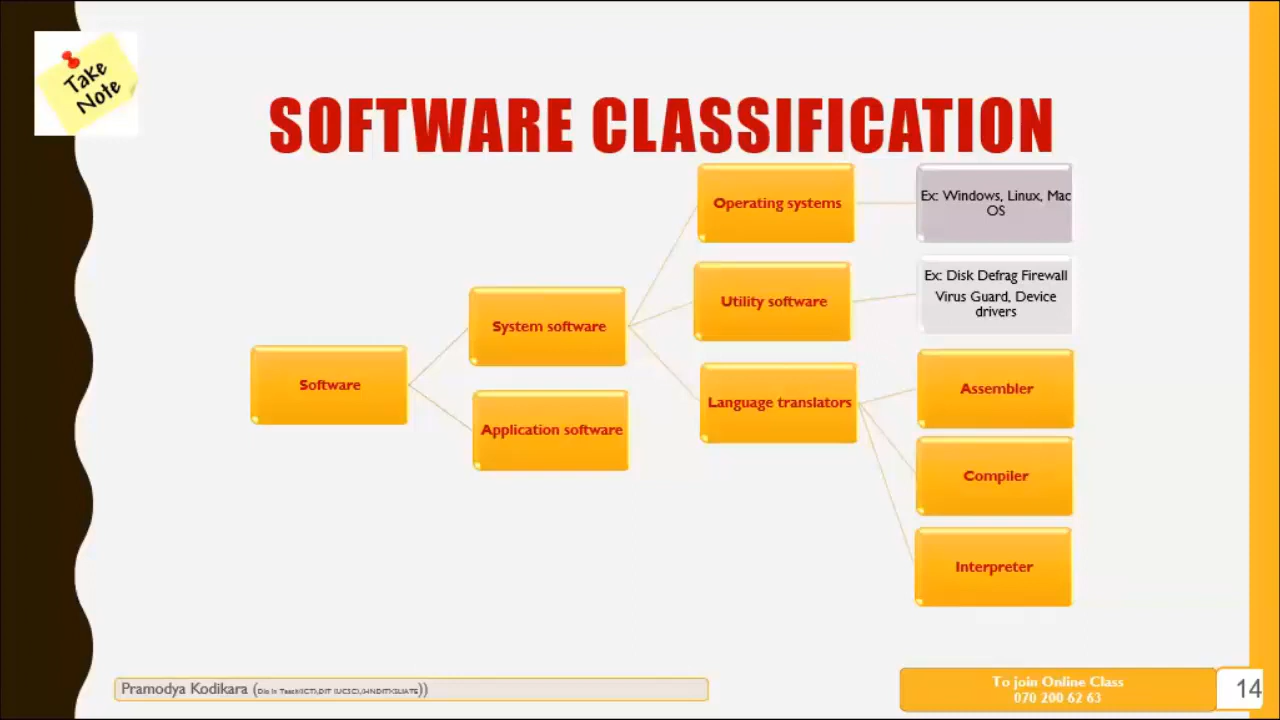 Take
Note
SOFTWARE CLASSIFICATION
Operating systems
Ex: Windows, Linux, Mac
OS
Utility software
Ex: Disk Defrag Firewall
Virus Guard, Device
drivers
System software
Software
Application software
Language translators
Assembler
Compiler
Interpreter
Pramodya Kodikara (
To join Online Class
070 200 62 63
14